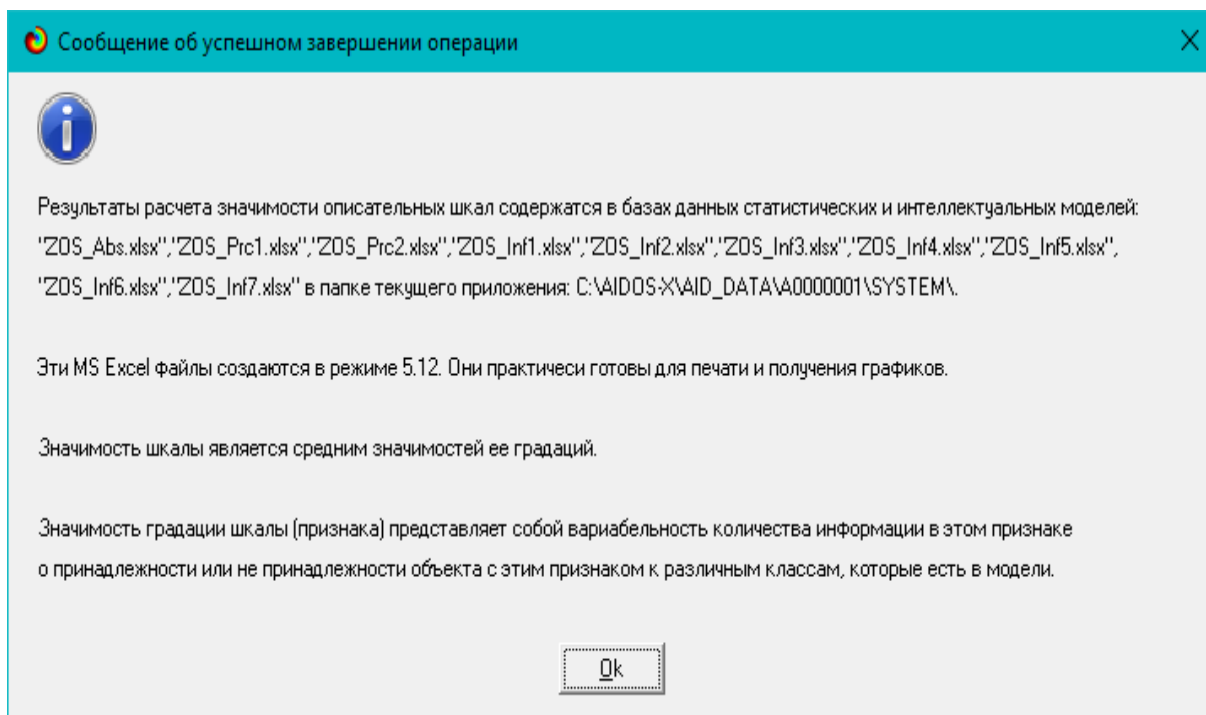 Сообщение об успешном завершении операции
Результаты расчета значимости описательных шкал содержатся в базах данных статистических и интеллектуальных моделей:
"ZOS_Abs.xlsx","ZOS_Prc1.xlsx","ZOS_Prc2.xlsx","ZOS_Inf1.xlsx","ZOS_Inf2.xlsx","ZOS_Inf3.xlsx","ZOS_Inf4.xlsx","ZOS_Inf5.xlsx",
"ZOS_Inf6.xlsx","ZOS_Inf7.xlsx" в папке текущего приложения: C:\AIDOS-X\AID_DATA\A0000001\SYSTEM\.
Эти MS Excel файлы создаются в режиме 5.12. Они практичеси готовы для печати и получения графиков.
Значимость шкалы является средним значимостей ее градаций.
Значимость градации шкалы (признака) представляет собой вариабельность количества информации в этом признаке
о принадлежности или не принадлежности объекта с этим признаком к различным классам, которые есть в модели.
Ok